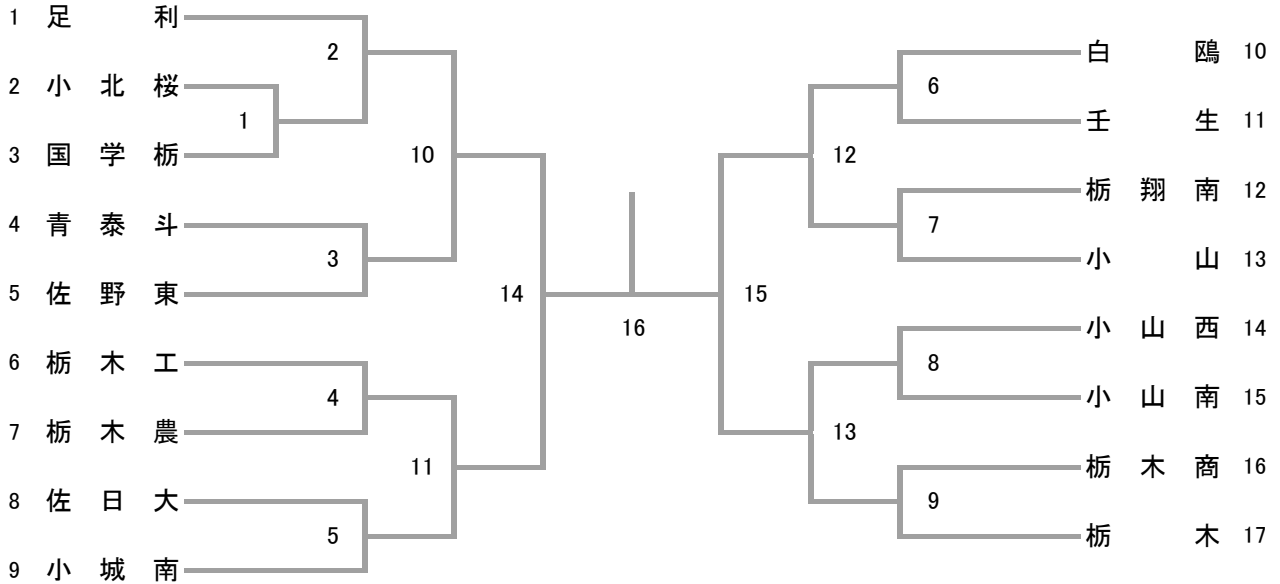 1 足利
2 小北桜
3 国学栃
4 青泰斗
5 佐野東
6 栃木工
7 栃木農
8 佐日大
9 小城南
1
2
3
4
5
10
11
14
16
15
12
13
6
7
8
9
白鴎 10
壬生 11
栃翔南 12
小山 13
小山西 14
小山南 15
栃木商 16
栃木 17